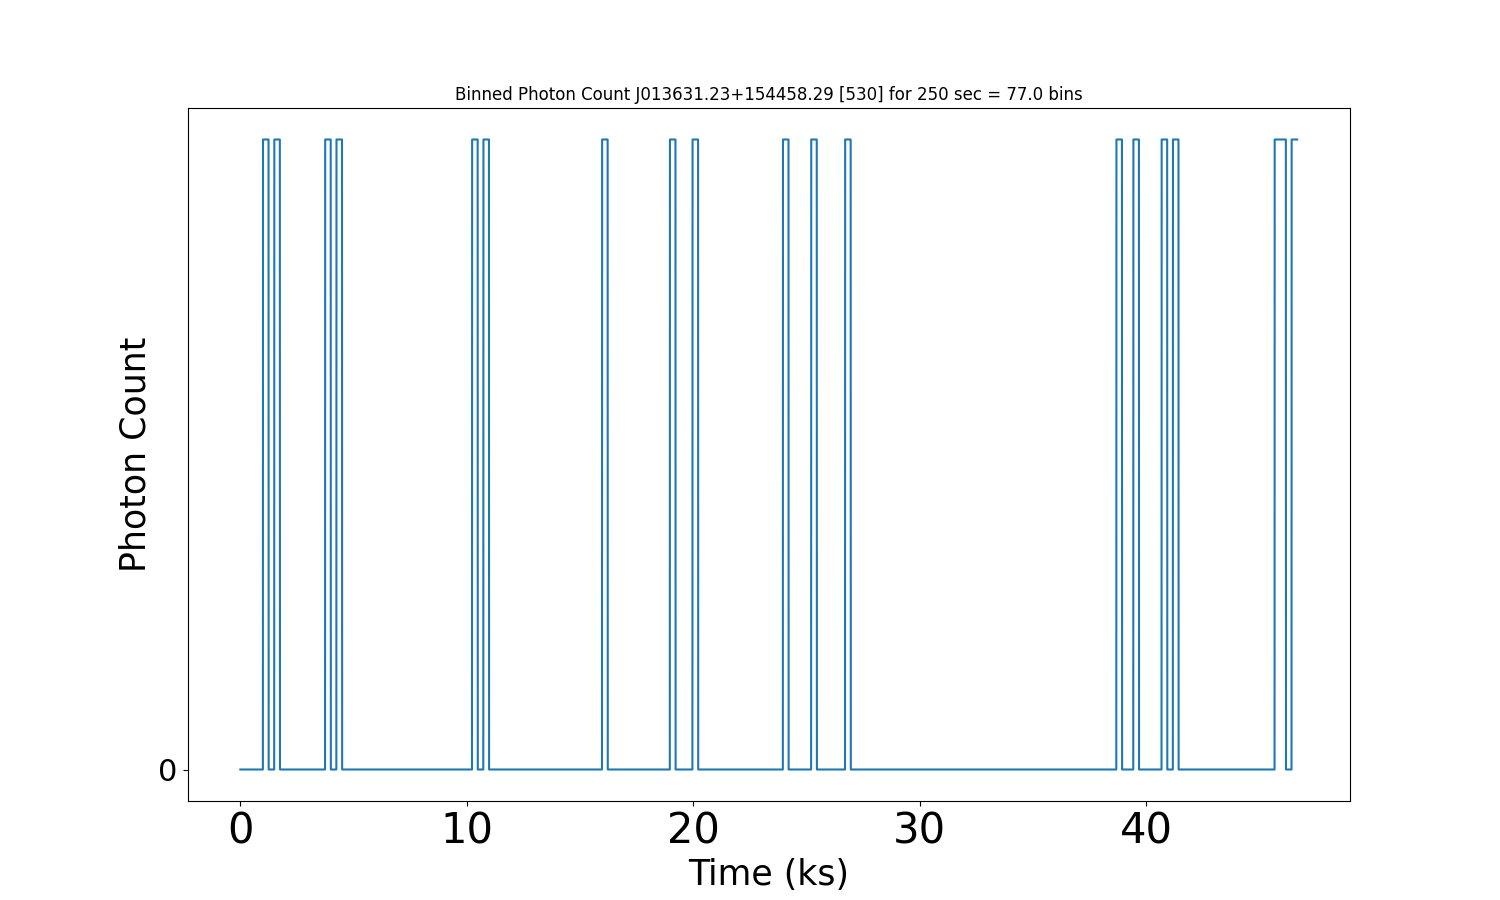 Binned Photon Count J013631.23+154458.29 [530] for 250 sec = 77.0 bins
Photon Count
0
0 10 20 30 40
Time (ks)